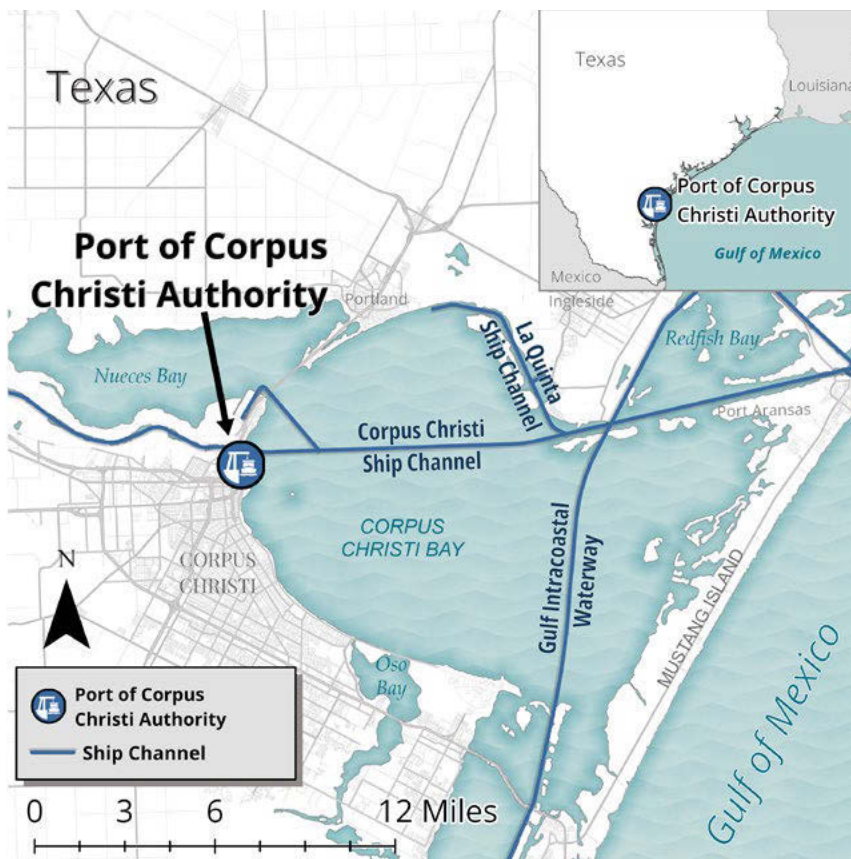 Texas
Texas
Louisiana
Port of Corpus
Christi Authority
Gulf of Mexico
Mexico
Port of Corpus
Christi Authority
Portland
Ingleside
Nueces Bay
La Quinta
Ship Channel
Redfish Bay
Port Aransas
Corpus Christi
Ship Channel
CORPUS
CHRISTI BAY
CORPUS
CHRISTI
Gulf Intracoastal
Waterway
MUSTANG ISLAND
Gulf of Mexico
Oso
Bay
N
Port of Corpus
Christi Authority
Ship Channel
0 3 6 12 Miles